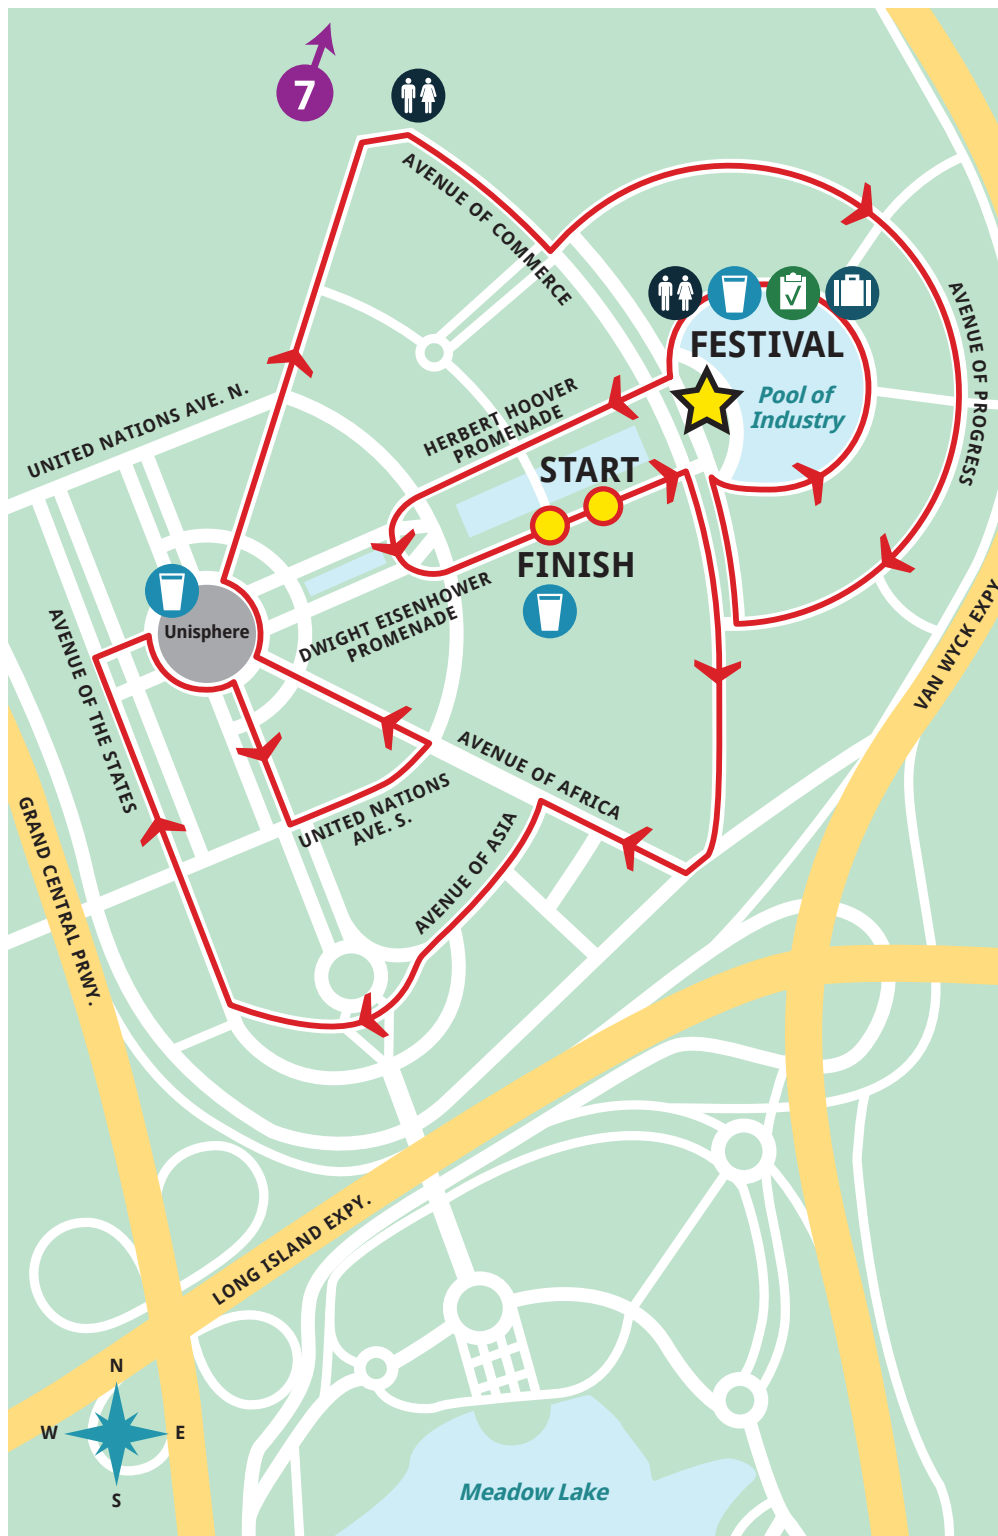 7
AVENUE OF COMMERCE
AVENUE OF PROGRESS
FESTIVAL
Pool of
Industry
UNITED NATIONS AVE. N.
HERBERT HOOVER
PROMENADE
START
FINISH
DWIGHT EISENHOWER
PROMENADE
Unisphere
AVENUE OF THE STATES
VAN WYCK EXPY.
AVENUE OF AFRICA
UNITED NATIONS
AVE. S.
AVENUE OF ASIA
GRAND CENTRAL PRWY.
LONG ISLAND EXPY.
N
W
E
S
Meadow Lake